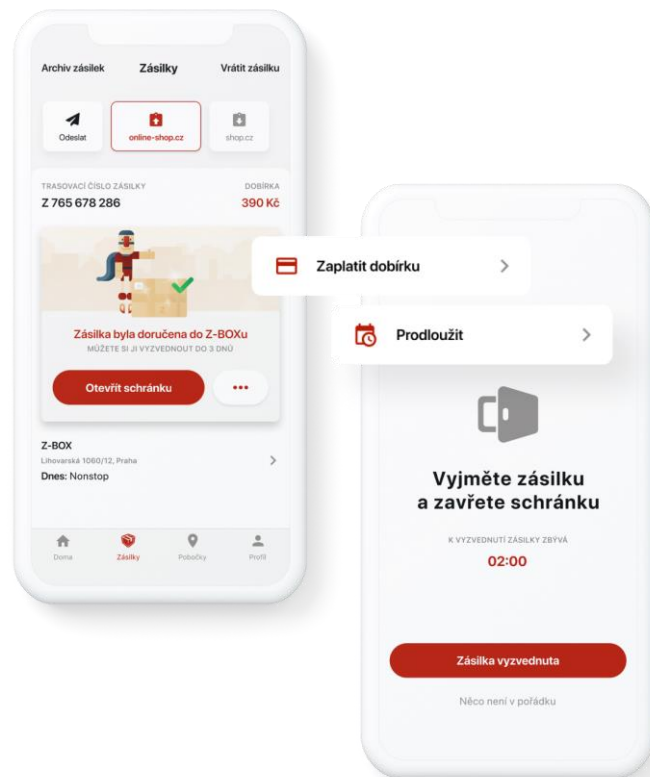 Archiv zásilek
Zásilky
Vrátit zásilku
Odeslat
online-shop.cz
shop.cz
TRASOVACÍ ČÍSLO ZÁSILKY
DOBÍRKA
Z 765 678 286
390 Kč
Zásilka byla doručena do Z-BOXu
MŮŽETE SI JI VYZVEDNOUT DO 3 DNŮ
Otevřít schránku
Z-BOX
Lihovarská 1060/12, Praha
Dnes: Nonstop
Doma
Zásilky
Pobočky
Profil
Zaplatit dobírku
Prodloužit
Vyjměte zásilku
a zavřete schránku
K VYZVEDNUTÍ ZÁSILKY ZBÝVÁ
02:00
Zásilka vyzvednuta
Něco není v pořádku